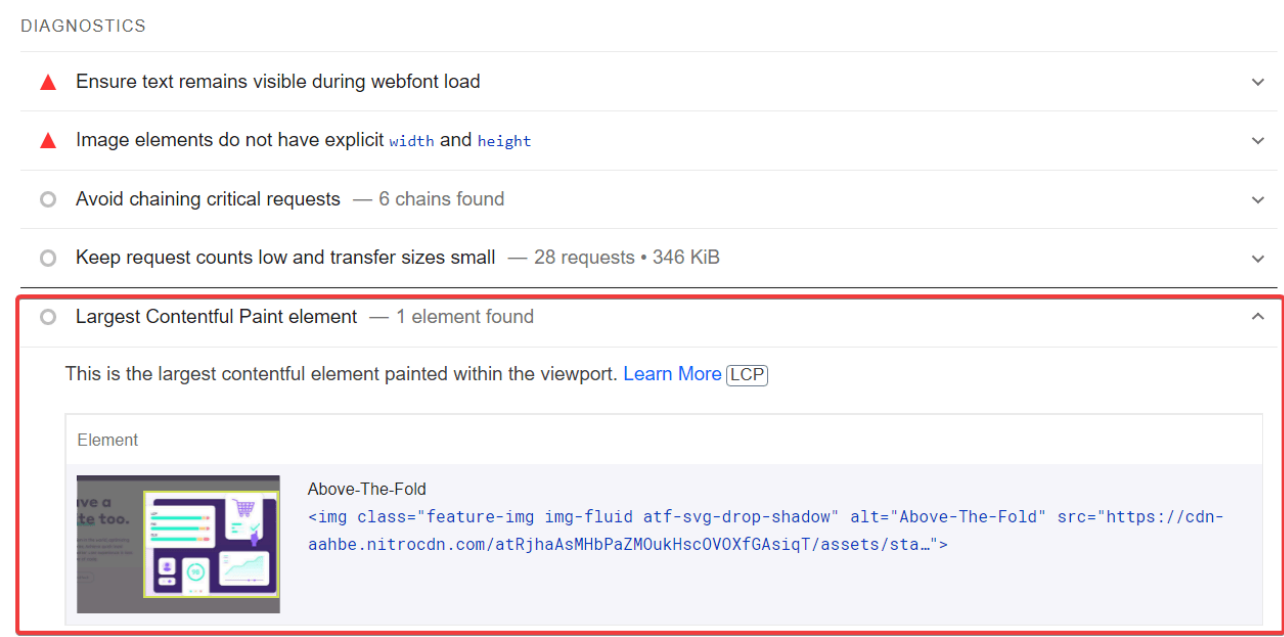 DIAGNOSTICS
Ensure text remains visible during webfont load
Image elements do not have explicit width and height
Avoid chaining critical requests — 6 chains found
Keep request counts low and transfer sizes small — 28 requests • 346 KiB
Largest Contentful Paint element — 1 element found
This is the largest contentful element painted within the viewport. Learn More LCP
Element
ave a
te too.
Above-The-Fold
<img class="feature-img img-fluid atf-svg-drop-shadow" alt="Above-The-Fold" src="https://cdn-
aahbe.nitrocdn.com/atRjhaAsMHbPaZMOukHscOVOXfGAsiqT/assets/sta…">